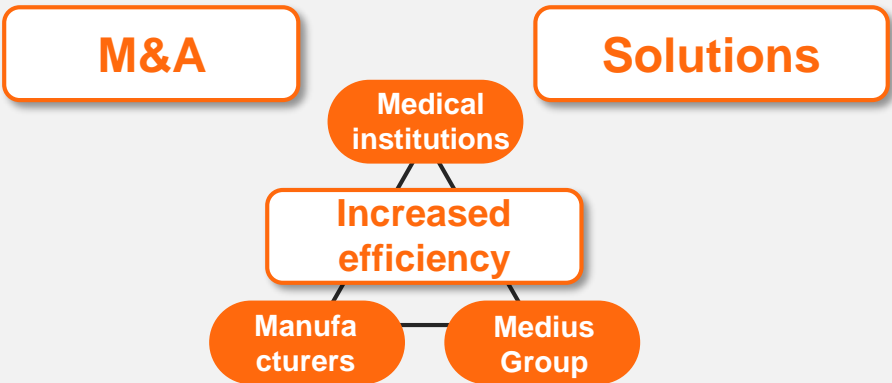 M&A
Solutions
Medical
institutions
Increased
efficiency
Manufa
cturers
Medius
Group